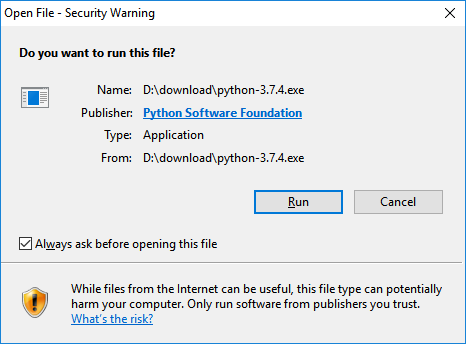 Open File - Security Warning
Do you want to run this file?
Name: D:\download\python-3.7.4.exe
Publisher: Python Software Foundation
Type: Application
From: D:\download\python-3.7.4.exe
Run Cancel
Always ask before opening this file
While files from the Internet can be useful, this file type can potentially
harm your computer. Only run software from publishers you trust.
What's the risk?